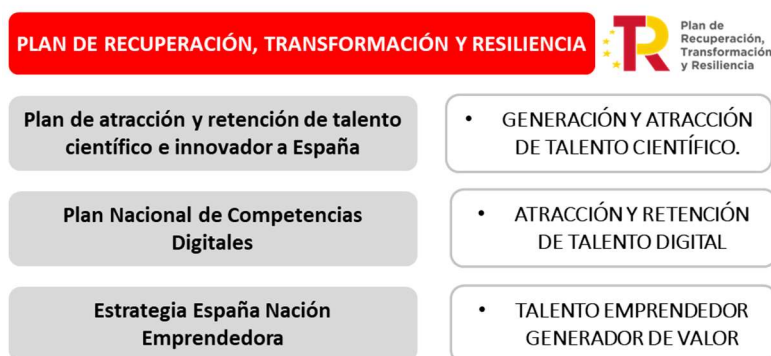 PLAN DE RECUPERACIÓN, TRANSFORMACIÓN Y RESILIENCIA
Plan de
Recuperación,
Transformación
y Resiliencia
Plan de atracción y retención de talento
científico e innovador a España
• GENERACIÓN Y ATRACCIÓN
DE TALENTO CIENTÍFICO.
Plan Nacional de Competencias
Digitales
• ATRACCIÓN Y RETENCIÓN
DE TALENTO DIGITAL
Estrategia España Nación
Emprendedora
• TALENTO EMPRENDEDOR
GENERADOR DE VALOR